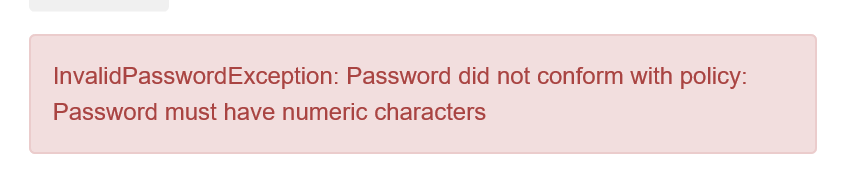 InvalidPasswordException: Password did not conform with policy:
Password must have numeric characters